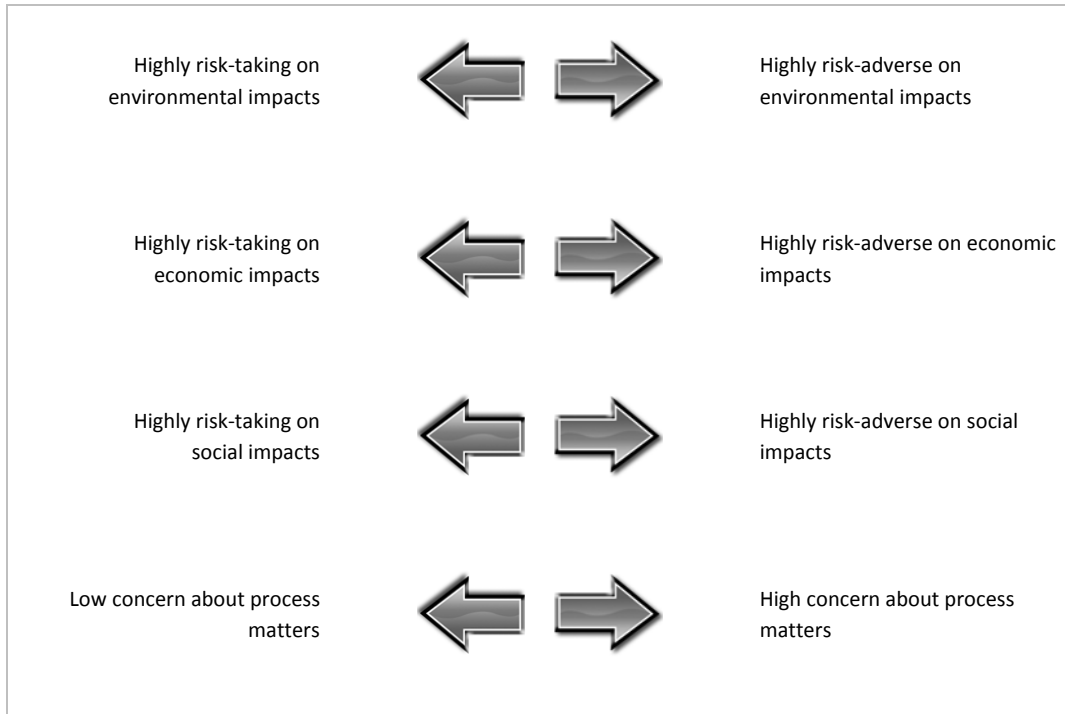 Highly risk-taking on
environmental impacts
Highly risk-adverse on
environmental impacts
Highly risk-taking on
economic impacts
Highly risk-adverse on economic
impacts
Highly risk-taking on
social impacts
Highly risk-adverse on social
impacts
Low concern about process
matters
High concern about process
matters